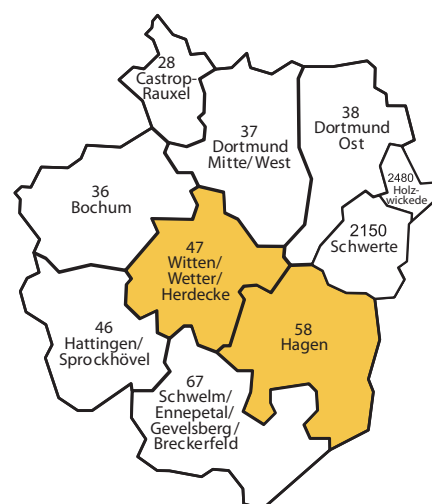 28
Castrop-
Rauxel
37
Dortmund
Mitte/West
38
Dortmund
Ost
2480
Holz-
wickede
36
Bochum
2150
Schwerte
47
Witten/
Wetter/
Herdecke
46
Hattingen/
Sprockhövel
58
Hagen
67
Schwelm/
Ennepetal/
Gevelsberg/
Breckerfeld